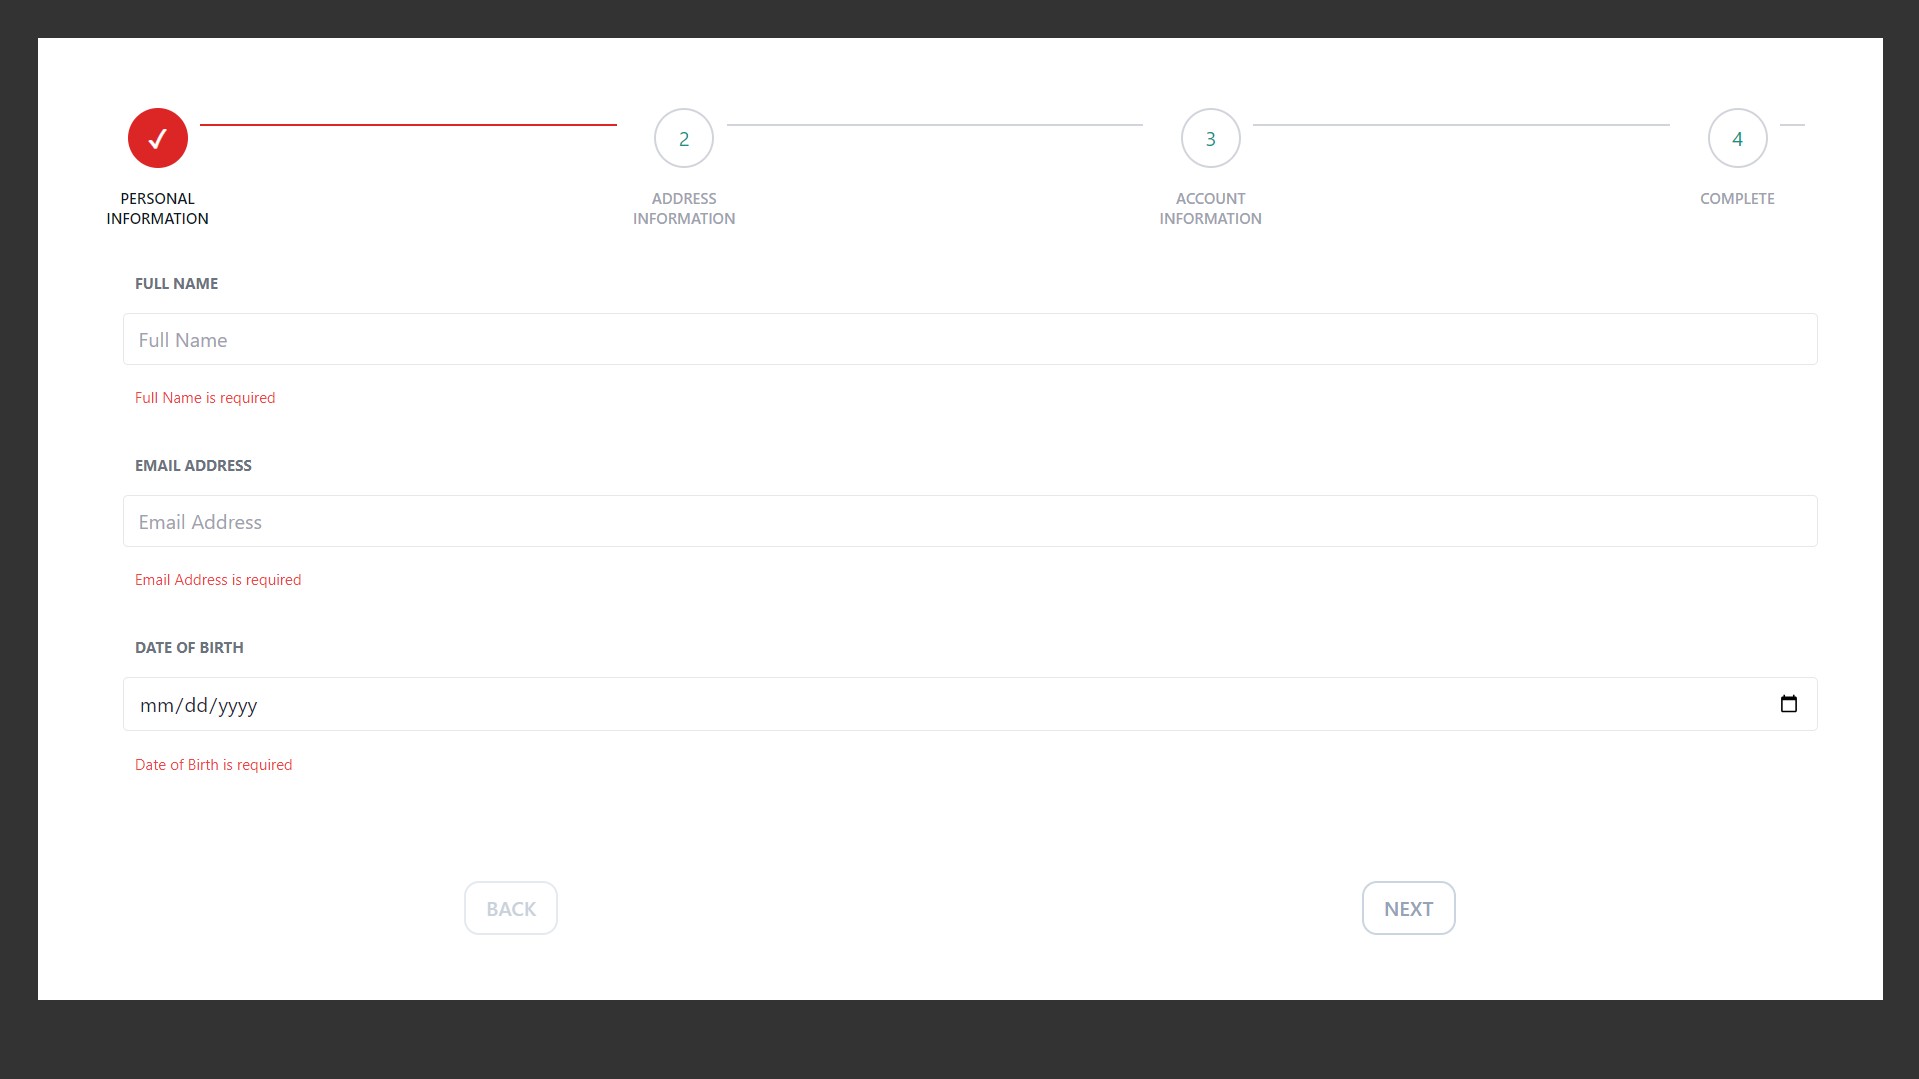 ✓
2
3
4
PERSONAL
INFORMATION
ADDRESS
INFORMATION
ACCOUNT
INFORMATION
COMPLETE
FULL NAME
Full Name
Full Name is required
EMAIL ADDRESS
Email Address
Email Address is required
DATE OF BIRTH
mm/dd/yyyy
Date of Birth is required
BACK
NEXT